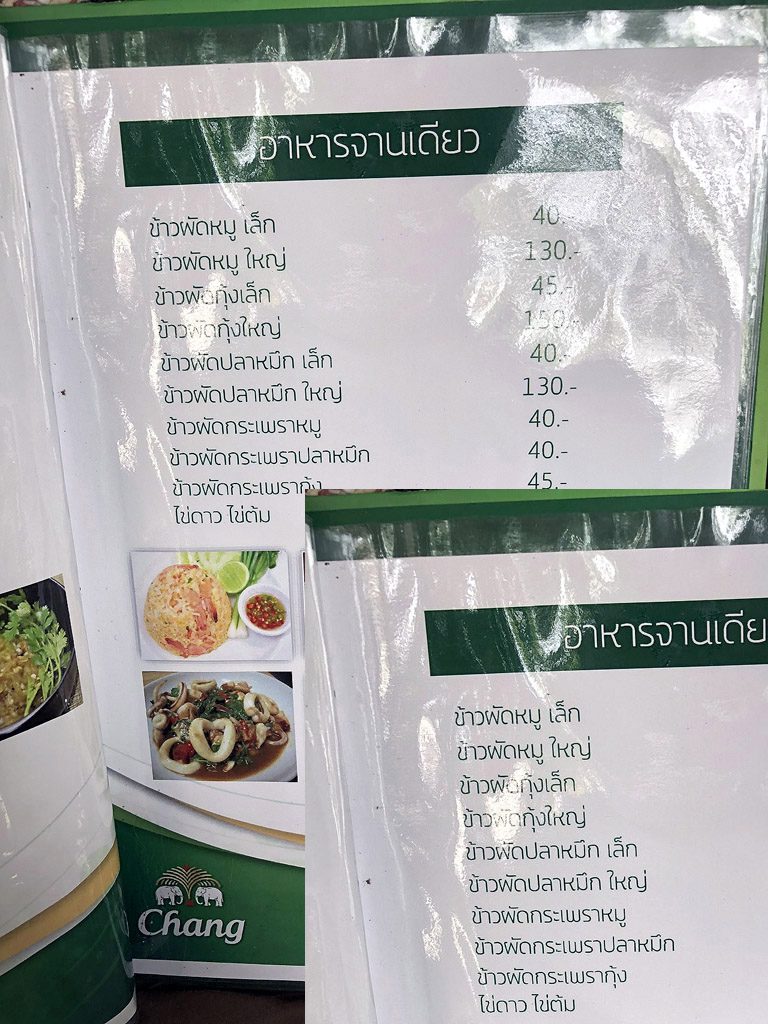 อาหารจานเดียว
ข้าวผัดหมู เล็ก 40
ข้าวผัดหมู ใหญ่ 130.-
ข้าวผัดกุ้งเล็ก 45.-
ข้าวผัดกุ้งใหญ่ 150.-
ข้าวผัดปลาหมึก เล็ก 40.-
ข้าวผัดปลาหมึก ใหญ่ 130.-
ข้าวผัดกระเพราหมู 40.-
ข้าวผัดกระเพราปลาหมึก 40.-
ข้าวผัดกระเพรากุ้ง 45.-
ไข่ดาว ไข่ต้ม
Chang
อาหารจานเดีย
ข้าวผัดหมู เล็ก
ข้าวผัดหมู ใหญ่
ข้าวผัดกุ้งเล็ก
ข้าวผัดกุ้งใหญ่
ข้าวผัดปลาหมึก เล็ก
ข้าวผัดปลาหมึก ใหญ่
ข้าวผัดกระเพราหมู
ข้าวผัดกระเพราปลาหมึก
ข้าวผัดกระเพรากุ้ง
ไข่ดาว ไข่ต้ม